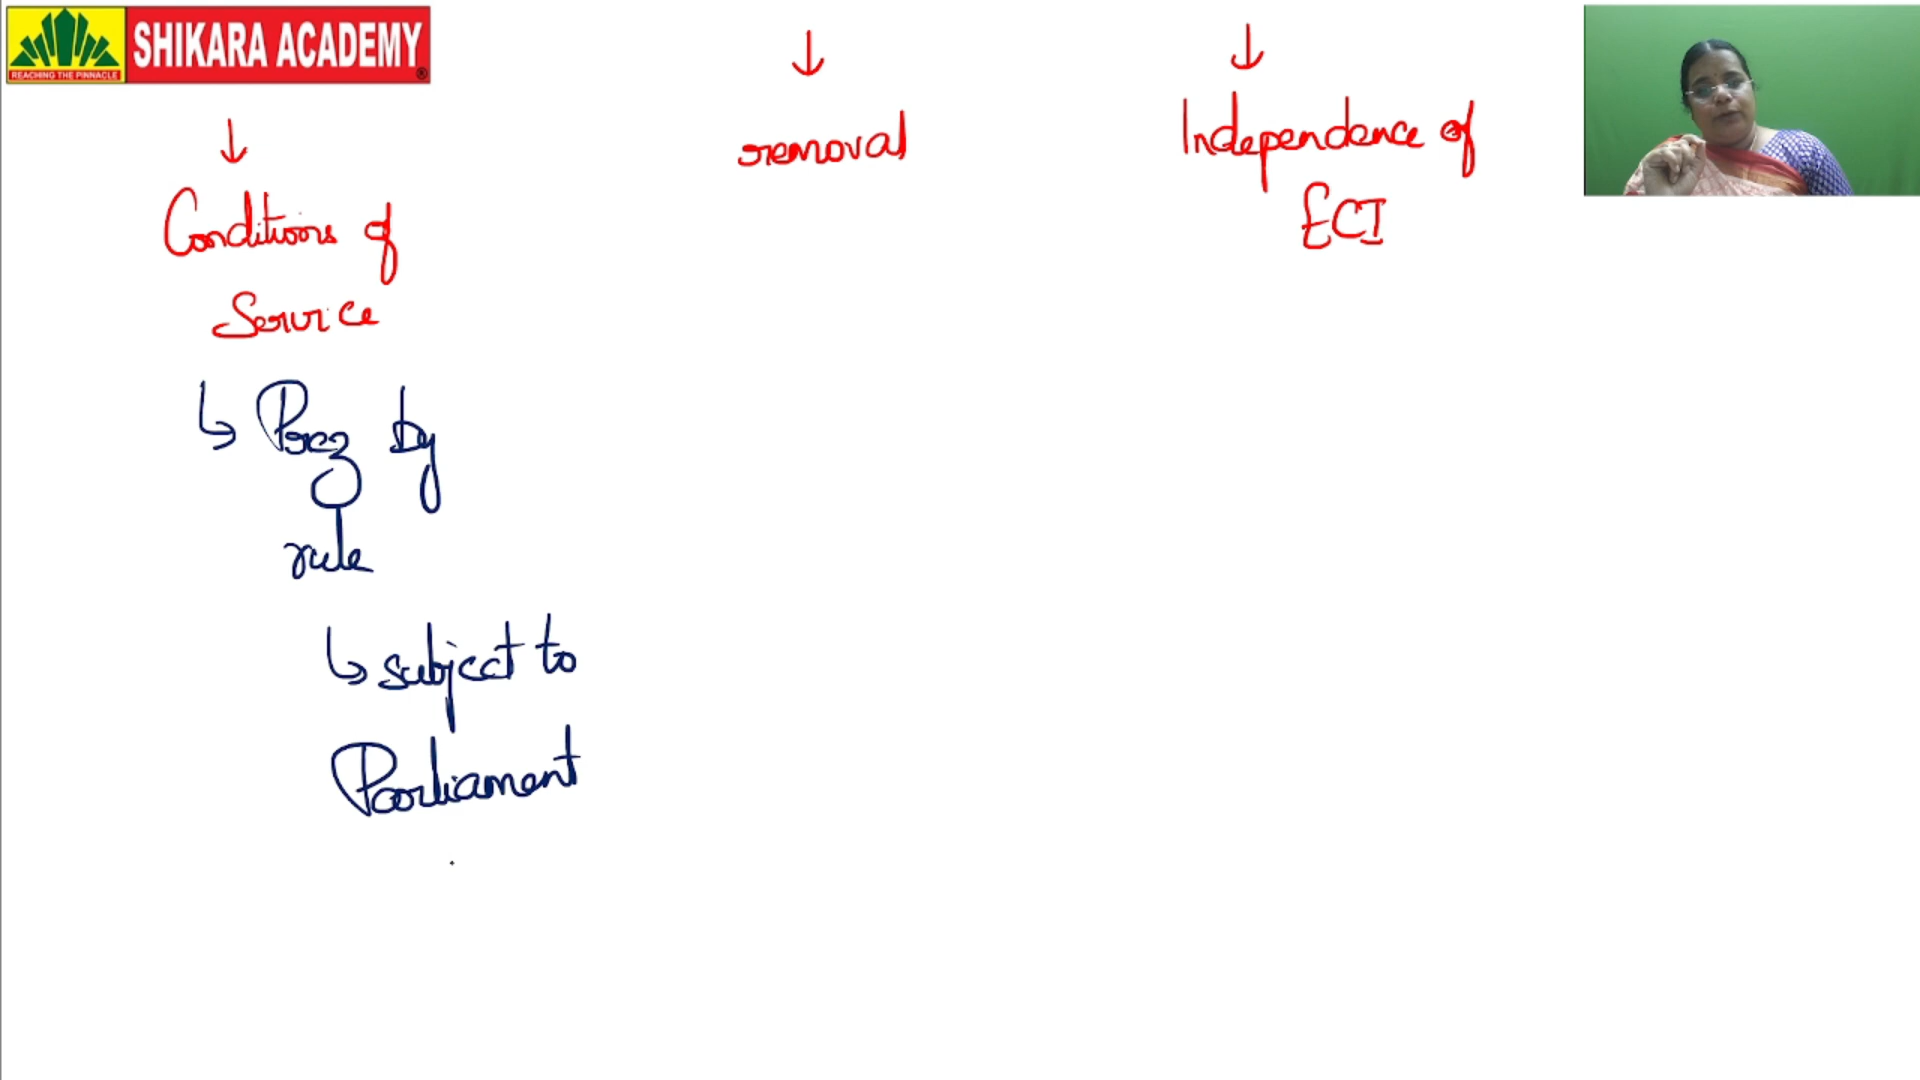 SHIKARA ACADEMY
REACHING THE PINNACLE
↓
Conditions of
Service
↳ Prez by
rule
↳ subject to
Parliament
↓
removal
↓
Independence of
ECI